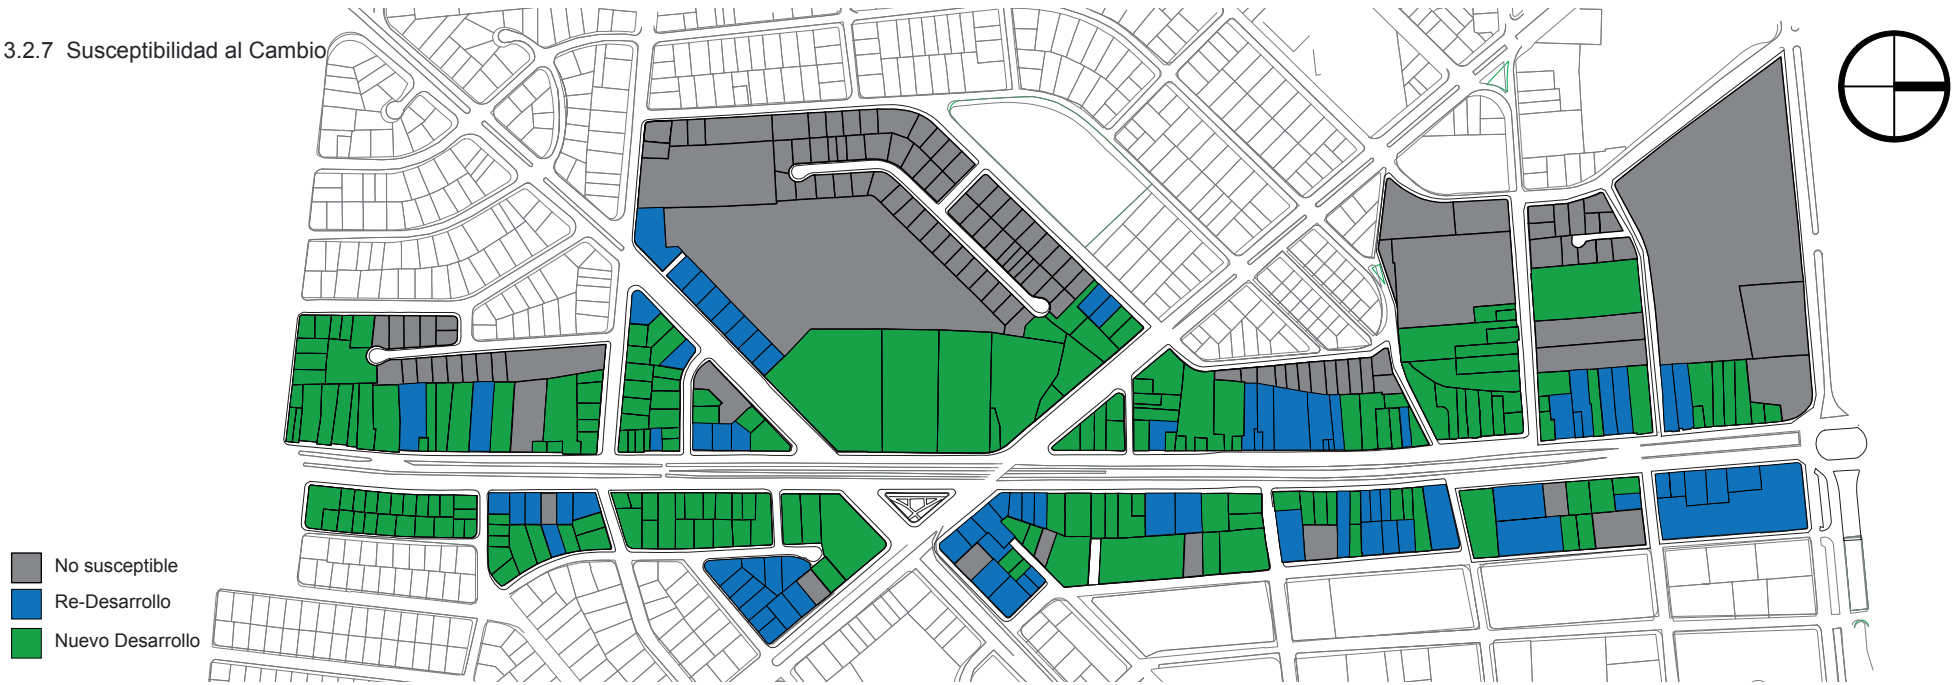 3.2.7 Susceptibilidad al Cambio
No susceptible
Re-Desarrollo
Nuevo Desarrollo